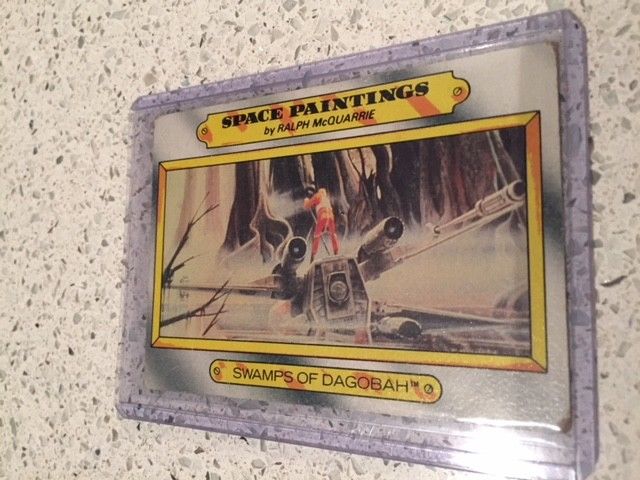 SPACE PAINTINGS
by RALPH McQUARRIE
SWAMPS OF DAGOBAH™